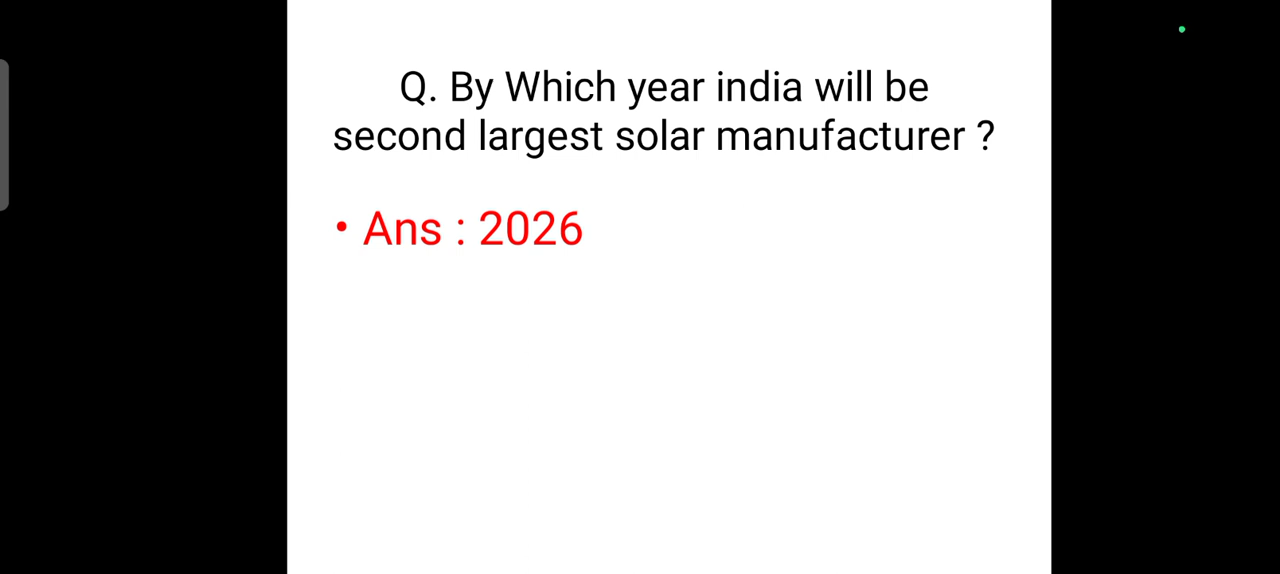 Q. By Which year india will be
second largest solar manufacturer ?
• Ans : 2026